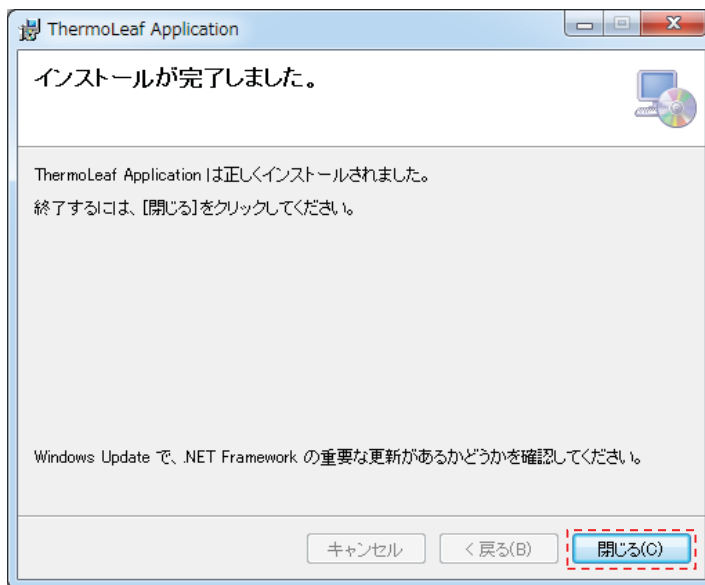 ThermoLeaf Application
インストールが完了しました。
ThermoLeaf Application は正しくインストールされました。
終了するには、[閉じる]をクリックしてください。
Windows Update で、.NET Framework の重要な更新があるかどうかを確認してください。
キャンセル
< 戻る(B)
閉じる(C)